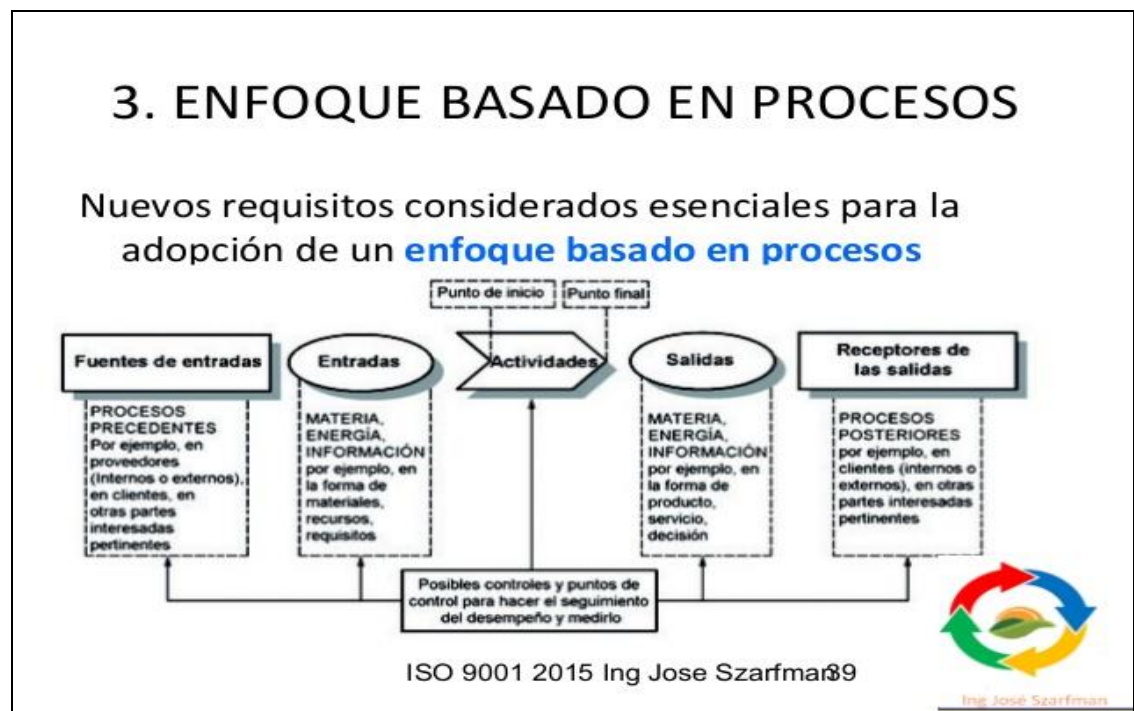 3. ENFOQUE BASADO EN PROCESOS
Nuevos requisitos considerados esenciales para la
adopción de un enfoque basado en procesos
Punto de inicio
Punto final
Fuentes de entradas
Entradas
Actividades
Salidas
Receptores de
las salidas
PROCESOS
PRECEDENTES
Por ejemplo, en
proveedores
(Internos o externos),
en clientes, en
otras partes
interesadas
pertinentes
MATERIA,
ENERGÍA,
INFORMACIÓN
por ejemplo, en
la forma de
materiales,
recursos,
requisitos
MATERIA,
ENERGÍA,
INFORMACIÓN
por ejemplo, en
la forma de
producto,
servicio,
decisión
PROCESOS
POSTERIORES
por ejemplo, en
clientes (internos o
externos), en otras
partes interesadas
pertinentes
Posibles controles y puntos de
control para hacer el seguimiento
del desempeño y medirlo
ISO 9001 2015 Ing Jose Szarfman
39
Ing José Szarfman